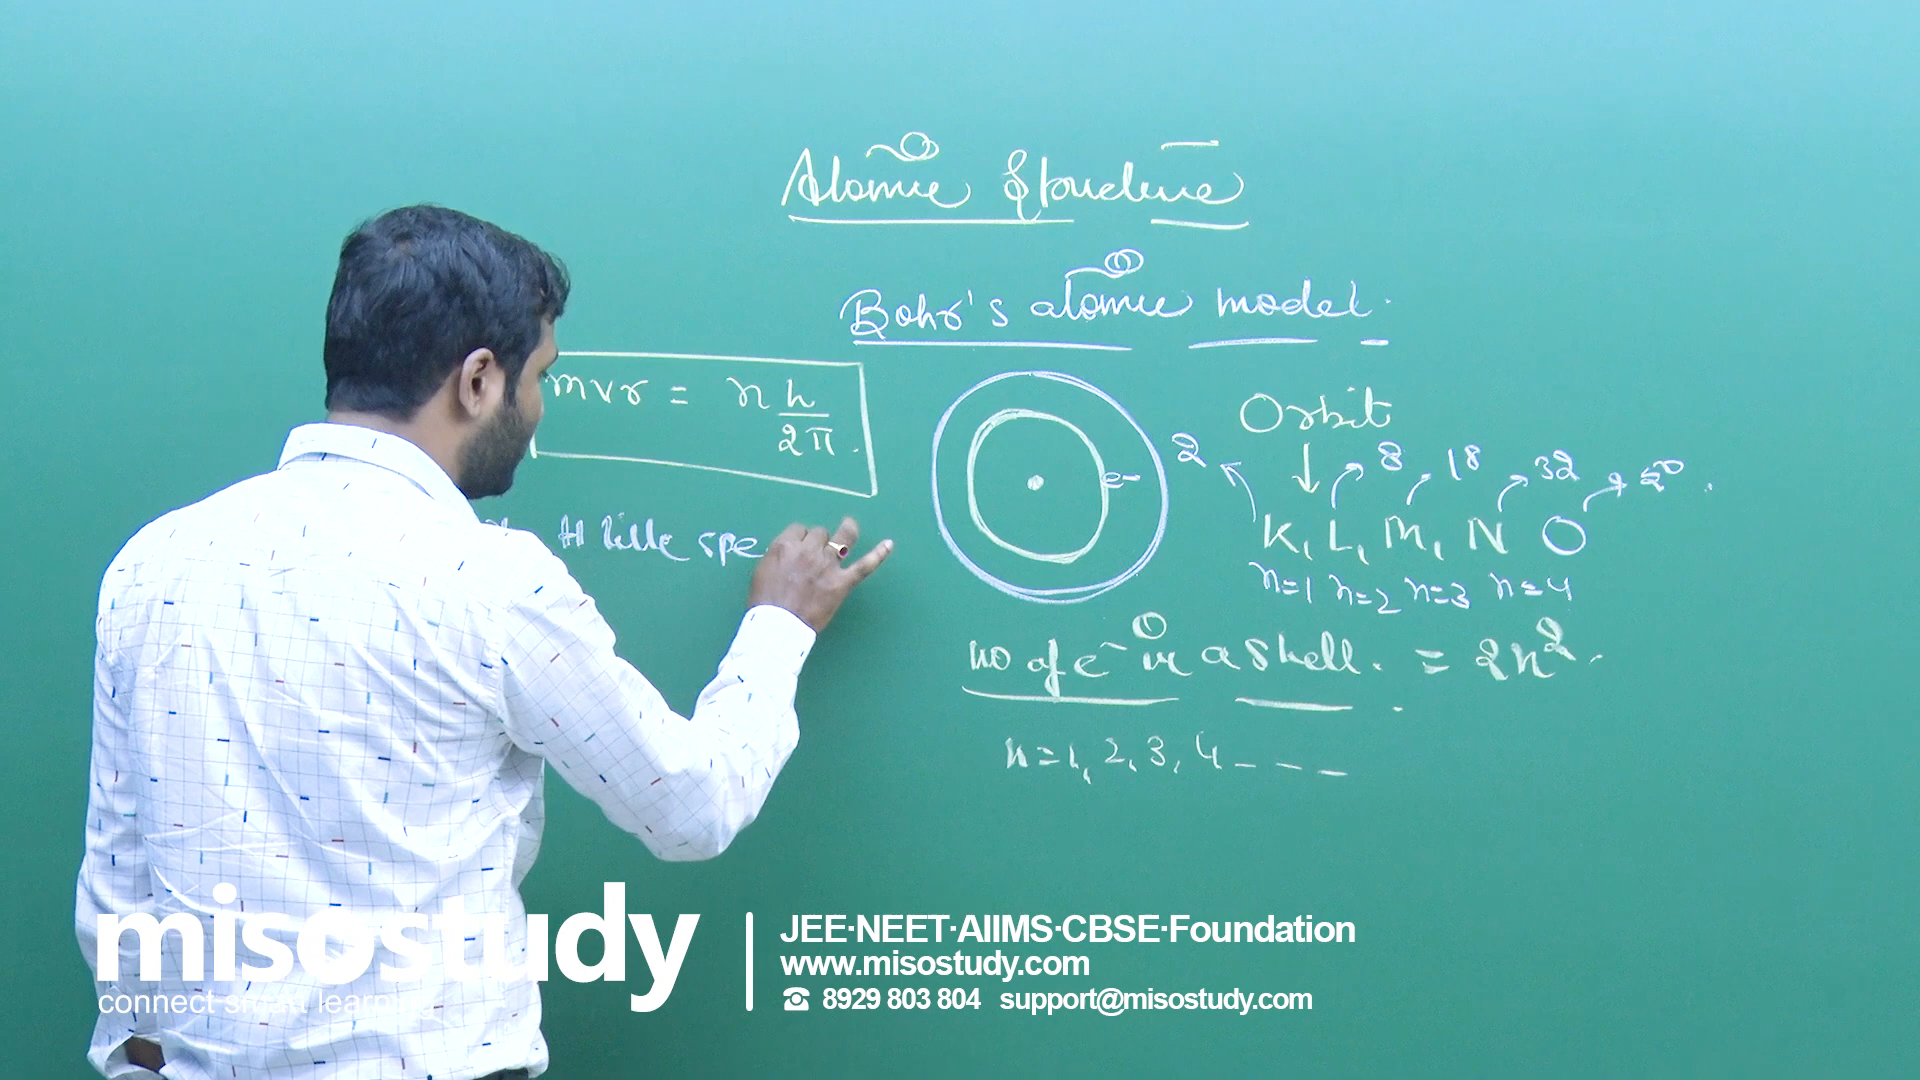 Atomic Structure
Bohr's atomic model.
mvr = n h/2π.
H like spe
e-
Orbit
2 8 18 32 50
K, L, M, N O
n=1 n=2 n=3 n=4
no of e- in a shell. = 2n².
n=1, 2, 3, 4 - - -
misostudy
connect smart learning
JEE·NEET·AIIMS·CBSE·Foundation
www.misostudy.com
☎ 8929 803 804 support@misostudy.com